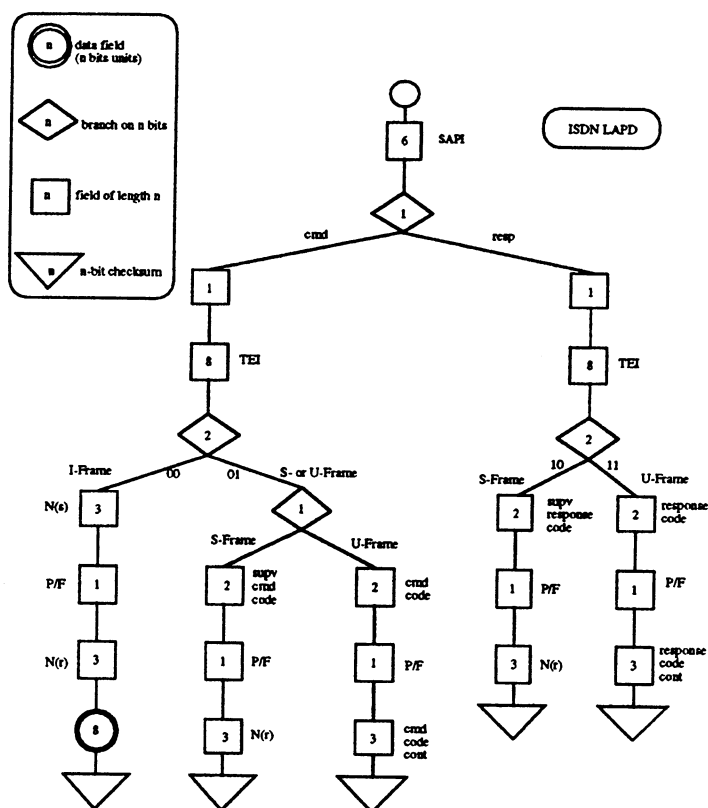 n data field
(n bits units)
n branch on n bits
n field of length n
n n-bit checksum
ISDN LAPD
6 SAPI
1
cmd resp
1 1
8 TEI 8 TEI
2 2
I-Frame 00 01 S- or U-Frame
S-Frame 10 11 U-Frame
N(s) 3
1
2 supv
response
code
2 response
code
S-Frame U-Frame
P/F 1
2 supv
cmd
code
2 cmd
code
1 P/F
1 P/F
N(r) 3
1 P/F
1 P/F
3 N(r)
3 response
code
cont
8
3 N(r)
3 cmd
code
cont